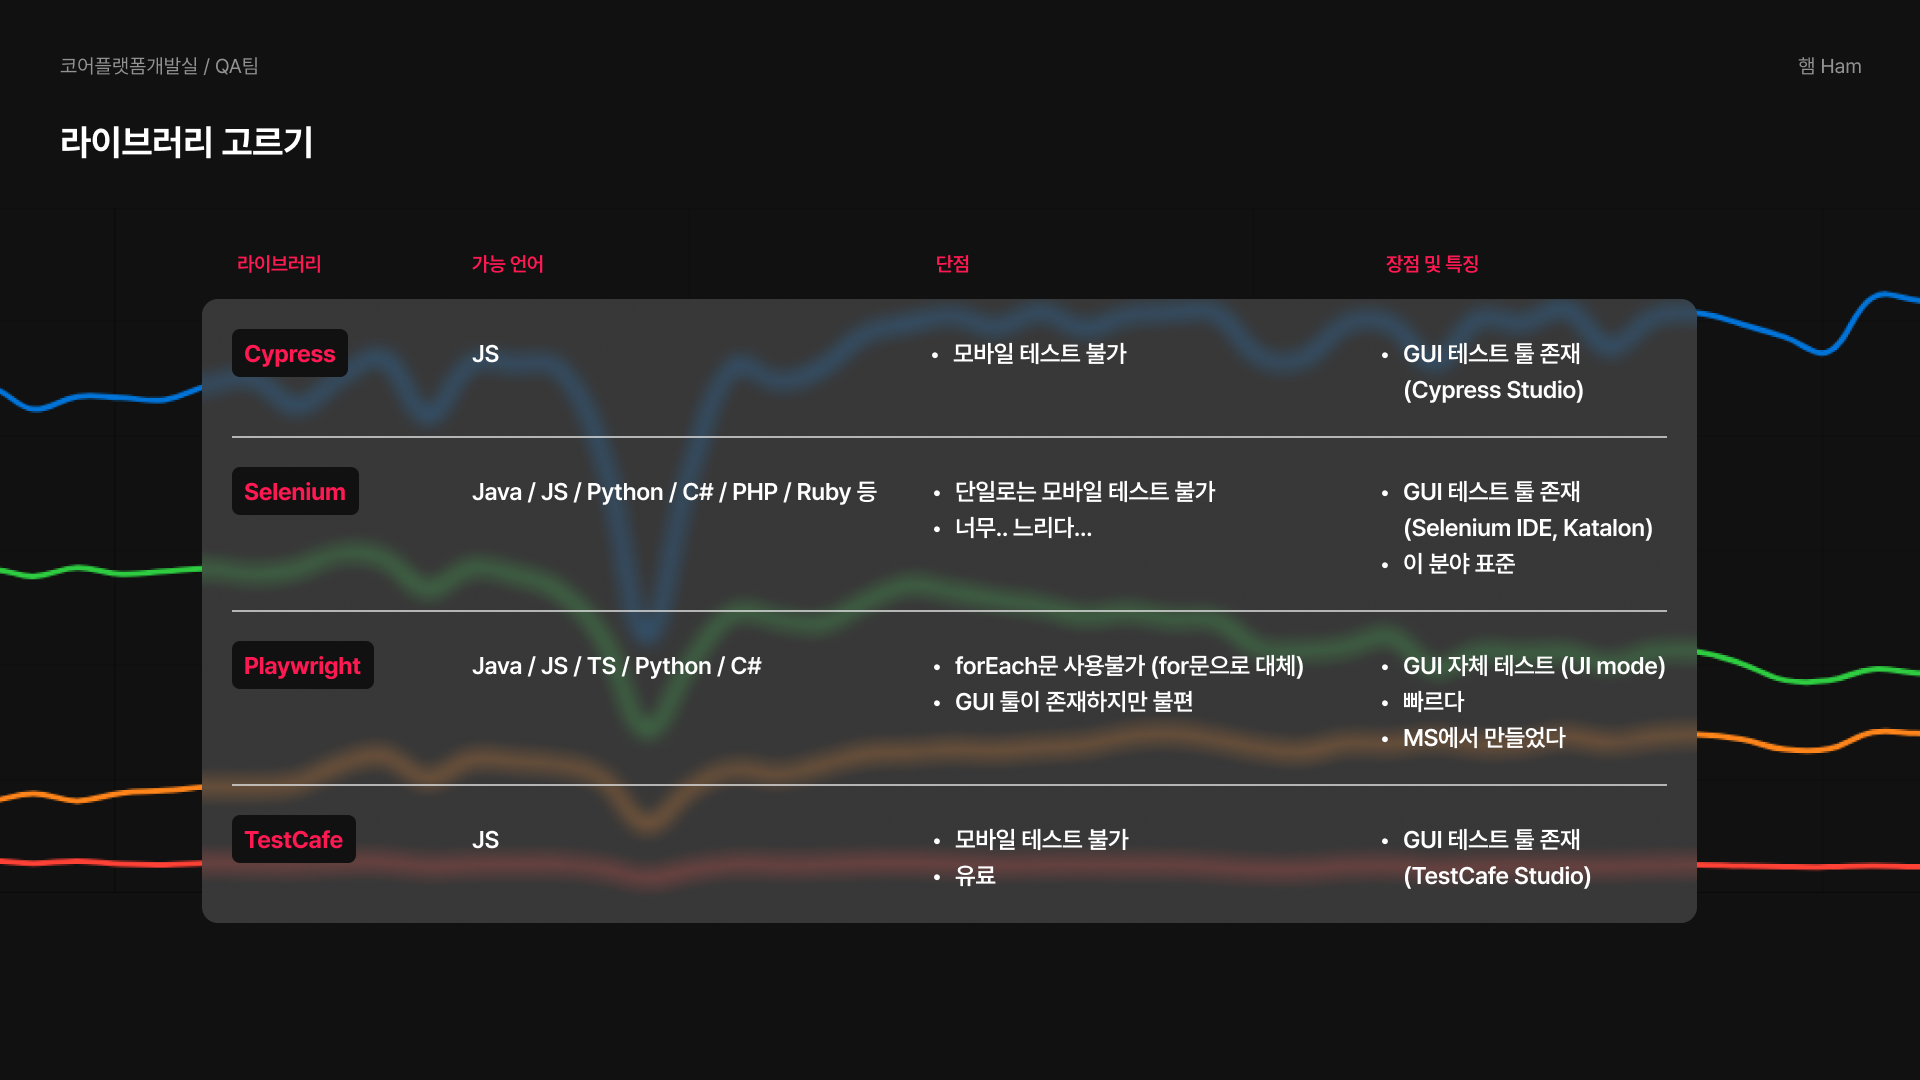 코어플랫폼개발실 / QA팀
햄 Ham
라이브러리 고르기
라이브러리
가능 언어
단점
장점 및 특징
Cypress
JS
• 모바일 테스트 불가
• GUI 테스트 툴 존재
(Cypress Studio)
Selenium
Java / JS / Python / C# / PHP / Ruby 등
• 단일로는 모바일 테스트 불가
• 너무.. 느리다...
• GUI 테스트 툴 존재
(Selenium IDE, Katalon)
• 이 분야 표준
Playwright
Java / JS / TS / Python / C#
• forEach문 사용불가 (for문으로 대체)
• GUI 툴이 존재하지만 불편
• GUI 자체 테스트 (UI mode)
• 빠르다
• MS에서 만들었다
TestCafe
JS
• 모바일 테스트 불가
• 유료
• GUI 테스트 툴 존재
(TestCafe Studio)